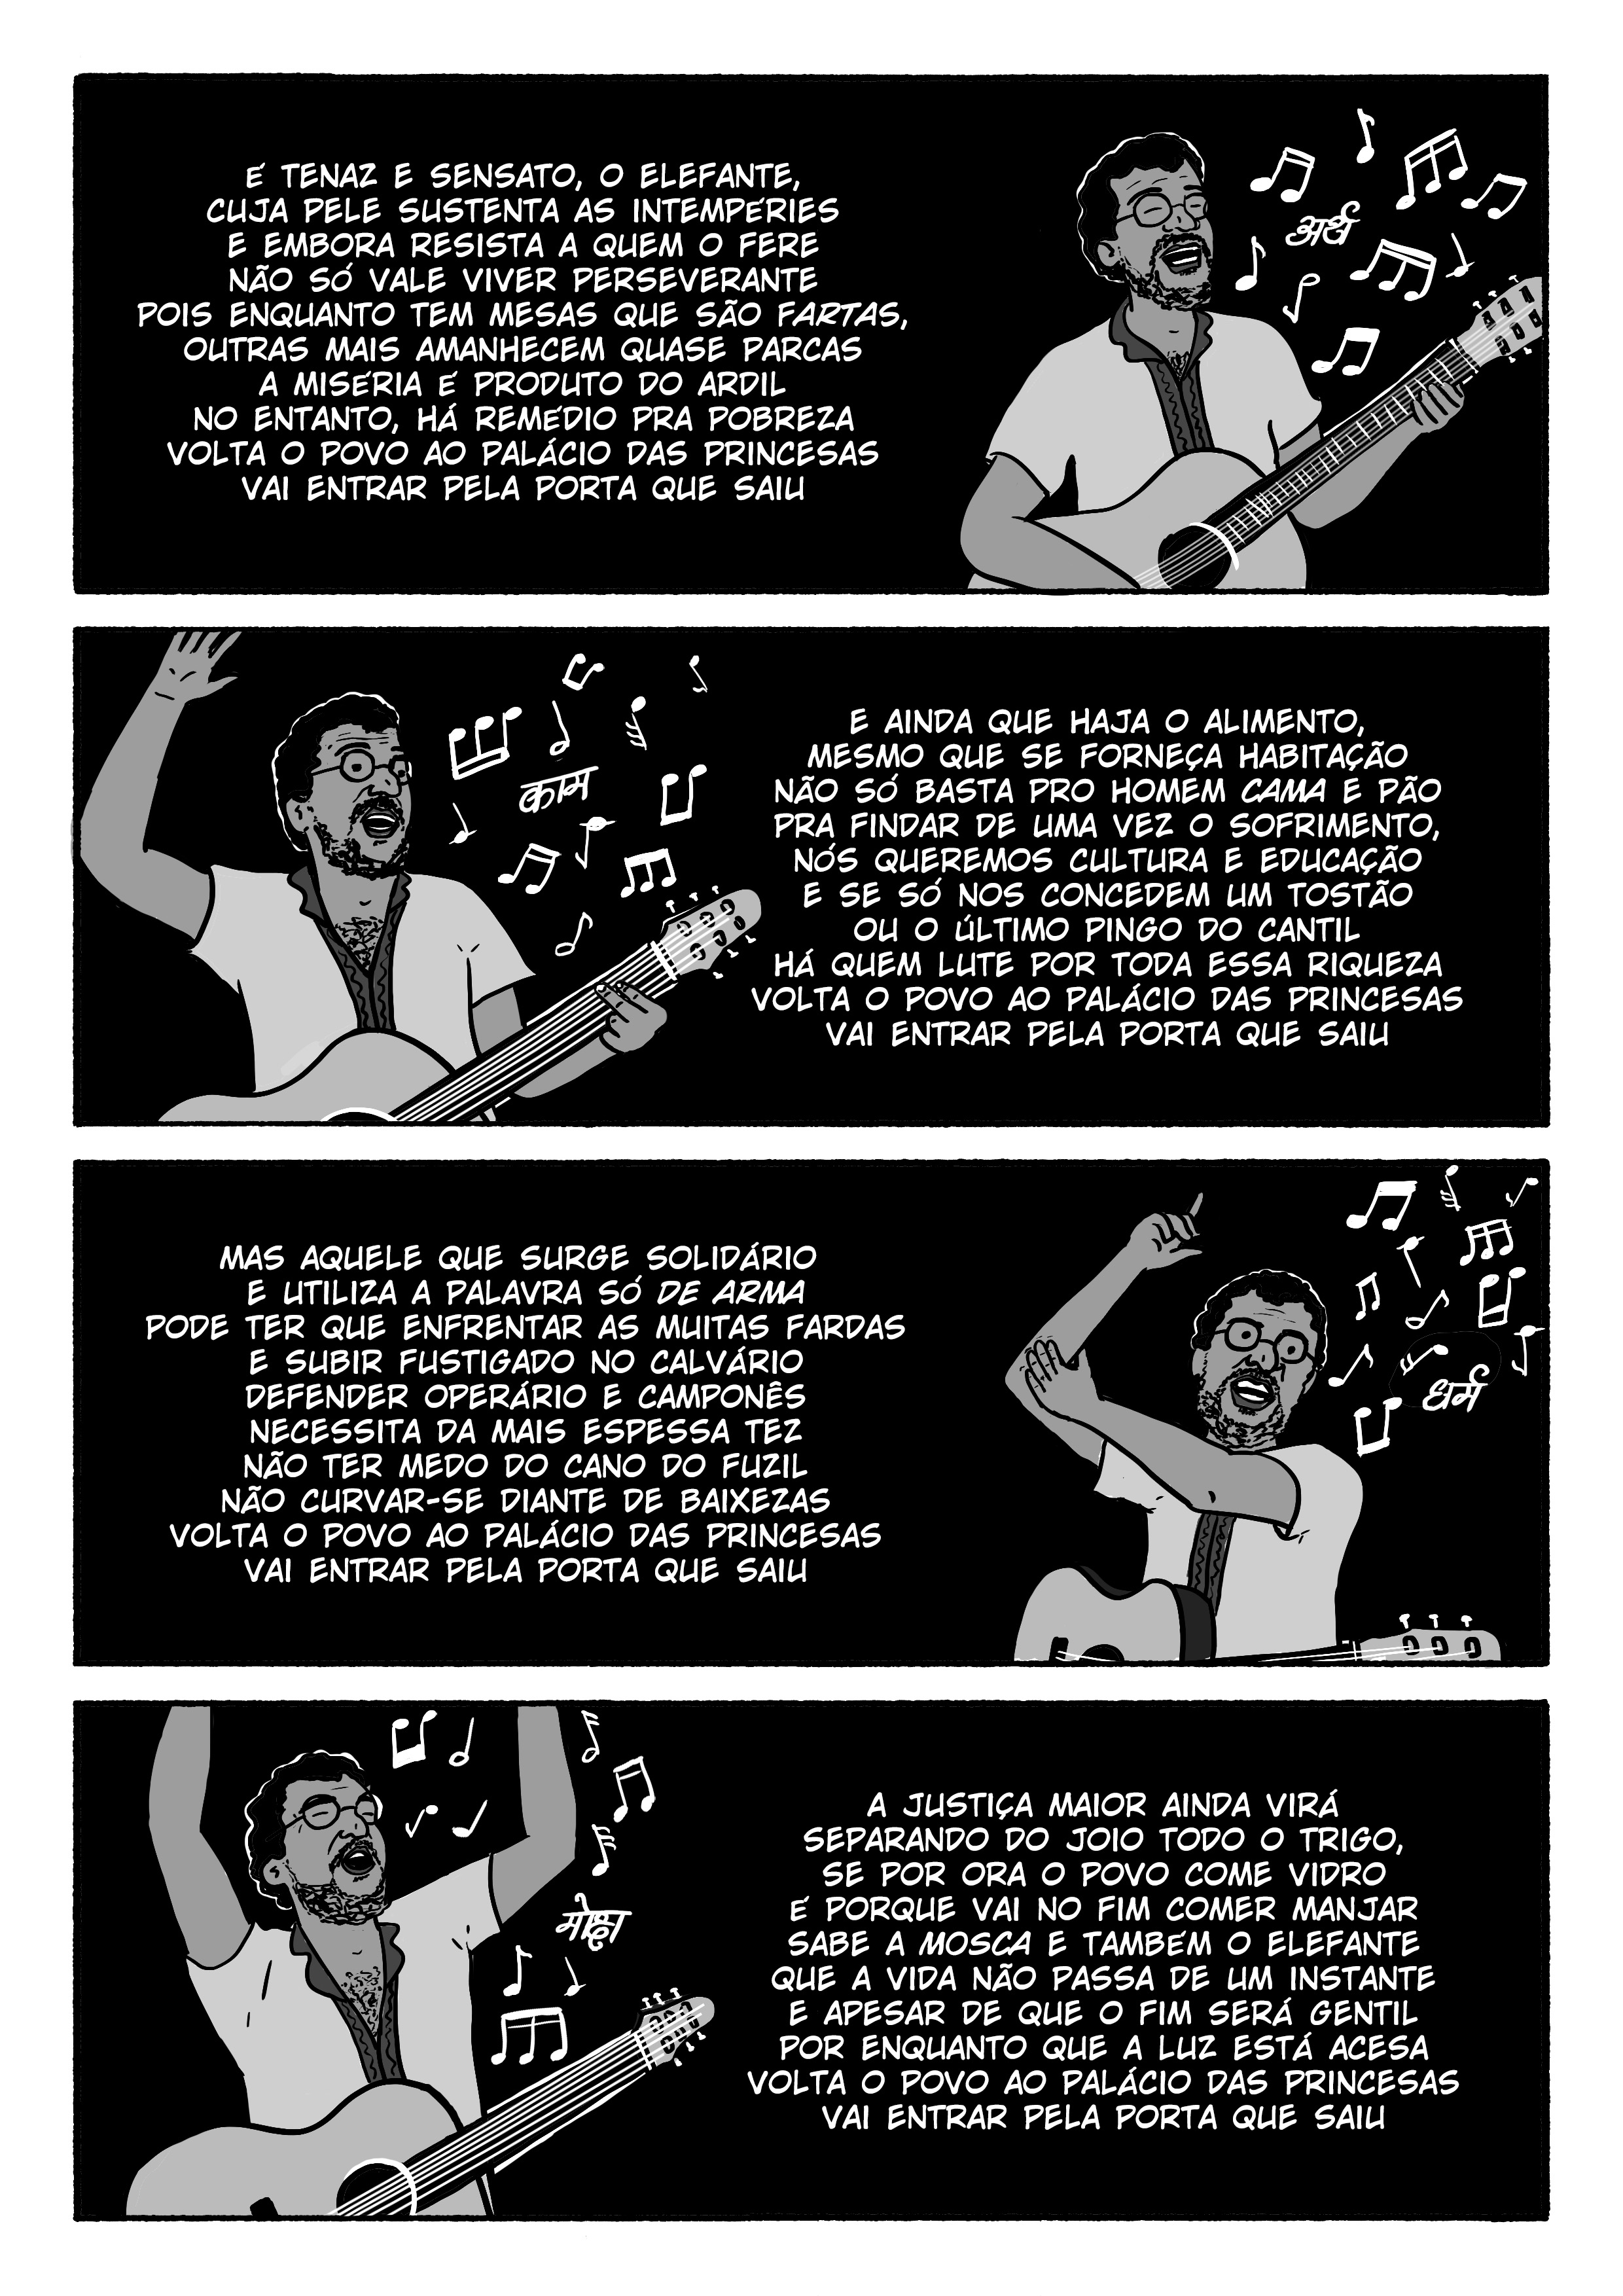 É TENAZ E SENSATO, O ELEFANTE,
CUJA PELE SUSTENTA AS INTEMPÉRIES
E EMBORA RESISTA A QUEM O FERE
NÃO SÓ VALE VIVER PERSEVERANTE
POIS ENQUANTO TEM MESAS QUE SÃO FARTAS,
OUTRAS MAIS AMANHECEM QUASE PARCAS
A MISÉRIA É PRODUTO DO ARDIL
NO ENTANTO, HÁ REMÉDIO PRA POBREZA
VOLTA O POVO AO PALÁCIO DAS PRINCESAS
VAI ENTRAR PELA PORTA QUE SAIU
अर्थ
काम
E AINDA QUE HAJA O ALIMENTO,
MESMO QUE SE FORNEÇA HABITAÇÃO
NÃO SÓ BASTA PRO HOMEM CAMA E PÃO
PRA FINDAR DE UMA VEZ O SOFRIMENTO,
NÓS QUEREMOS CULTURA E EDUCAÇÃO
E SE SÓ NOS CONCEDEM UM TOSTÃO
OU O ÚLTIMO PINGO DO CANTIL
HÁ QUEM LUTE POR TODA ESSA RIQUEZA
VOLTA O POVO AO PALÁCIO DAS PRINCESAS
VAI ENTRAR PELA PORTA QUE SAIU
MAS AQUELE QUE SURGE SOLIDÁRIO
E UTILIZA A PALAVRA SÓ DE ARMA
PODE TER QUE ENFRENTAR AS MUITAS FARDAS
E SUBIR FUSTIGADO NO CALVÁRIO
DEFENDER OPERÁRIO E CAMPONÊS
NECESSITA DA MAIS ESPESSA TEZ
NÃO TER MEDO DO CANO DO FUZIL
NÃO CURVAR-SE DIANTE DE BAIXEZAS
VOLTA O POVO AO PALÁCIO DAS PRINCESAS
VAI ENTRAR PELA PORTA QUE SAIU
धर्म
मोक्ष
A JUSTIÇA MAIOR AINDA VIRÁ
SEPARANDO DO JOIO TODO O TRIGO,
SE POR ORA O POVO COME VIDRO
É PORQUE VAI NO FIM COMER MANJAR
SABE A MOSCA E TAMBÉM O ELEFANTE
QUE A VIDA NÃO PASSA DE UM INSTANTE
E APESAR DE QUE O FIM SERÁ GENTIL
POR ENQUANTO QUE A LUZ ESTÁ ACESA
VOLTA O POVO AO PALÁCIO DAS PRINCESAS
VAI ENTRAR PELA PORTA QUE SAIU